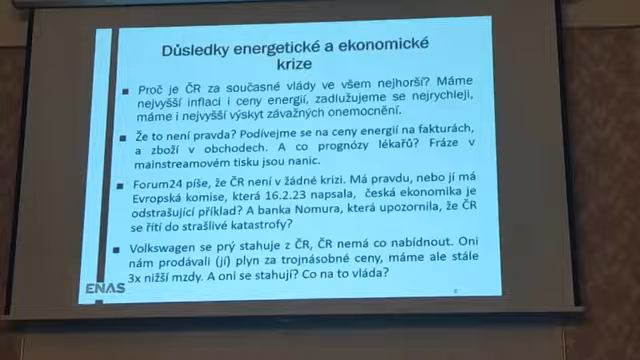 Důsledky energetické a ekonomické
krize
Proč je ČR za současné vlády ve všem nejhorší? Máme
nejvyšší inflaci i ceny energií, zadlužujeme se nejrychleji,
máme i nejvyšší výskyt závažných onemocnění.
Že to není pravda? Podívejme se na ceny energií na fakturách,
a zboží v obchodech. A co prognózy lékařů? Fráze v
mainstreamovém tisku jsou nanic.
Forum24 píše, že ČR není v žádné krizi. Má pravdu, nebo jí má
Evropská komise, která 16.2.23 napsala, česká ekonomika je
odstrašující příklad? A banka Nomura, která upozornila, že ČR
se řítí do strašlivé katastrofy?
Volkswagen se prý stahuje z ČR, ČR nemá co nabídnout. Oni
nám prodávali (jí) plyn za trojnásobné ceny, máme ale stále
3x nižší mzdy. A oni se stahují? Co na to vláda?
ENAS